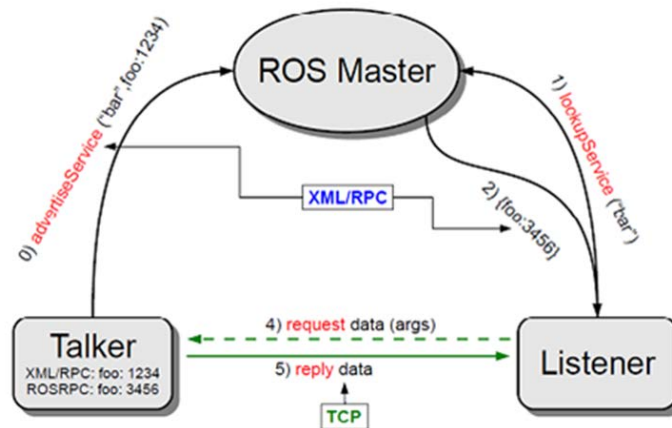 ROS Master
0) advertiseService ("bar",foo:1234)
1) lookupService ("bar")
XML/RPC
2) {foo:3456}
4) request data (args)
Talker
XML/RPC: foo: 1234
ROSRPC: foo: 3456
5) reply data
Listener
TCP